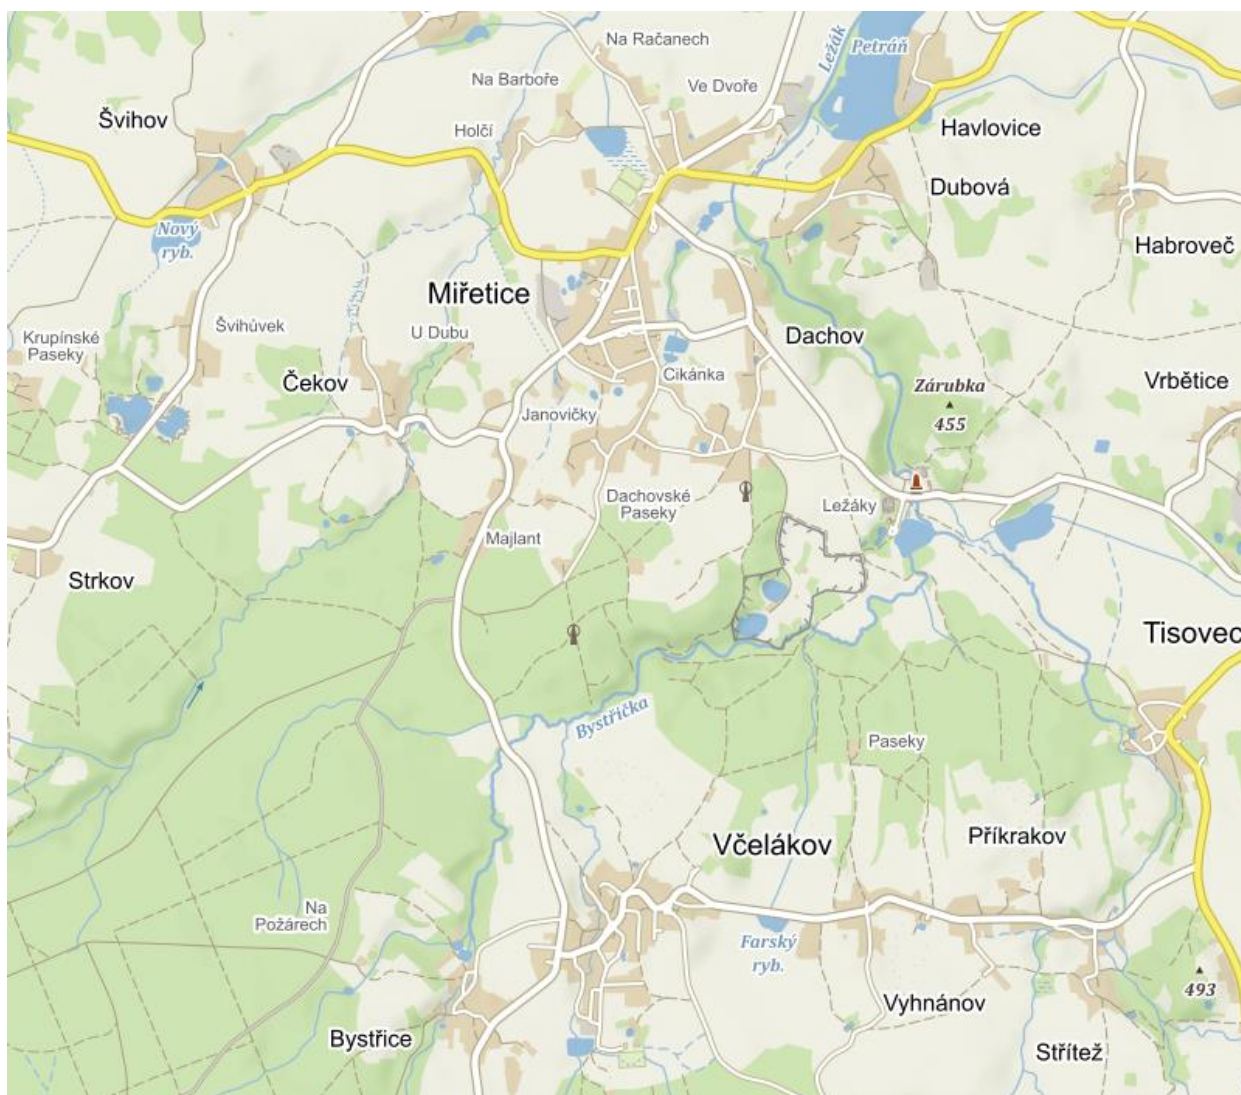 Na Račanech
Ležák
Petráň
Na Barboře
Ve Dvoře
Švihov
Holčí
Havlovice
Dubová
Nový
ryb.
Habroveč
Miřetice
Švihůvek
U Dubu
Dachov
Krupínské
Paseky
Čekov
Cikánka
Zárubka
455
Vrbětice
Janovičky
Dachovské
Paseky
Ležáky
Majlant
Strkov
Tisovec
Bystřička
Paseky
Včelákov
Příkrakov
Na
Požárech
Farský
ryb.
493
Vyhnánov
Bystřice
Střítež